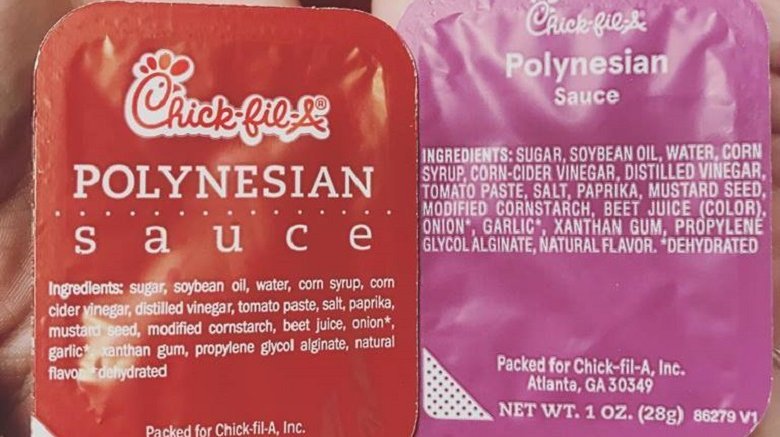 Chick-fil-A®
POLYNESIAN
sauce
Ingredients: sugar, soybean oil, water, corn syrup, corn
cider vinegar, distilled vinegar, tomato paste, salt, paprika,
mustard seed, modified cornstarch, beet juice, onion*,
garlic*, xanthan gum, propylene glycol alginate, natural
flavor. *dehydrated
Packed for Chick-fil-A, Inc.
Chick-fil-A
Polynesian
Sauce
INGREDIENTS: SUGAR, SOYBEAN OIL, WATER, CORN
SYRUP, CORN-CIDER VINEGAR, DISTILLED VINEGAR,
TOMATO PASTE, SALT, PAPRIKA, MUSTARD SEED,
MODIFIED CORNSTARCH, BEET JUICE (COLOR),
ONION*, GARLIC*, XANTHAN GUM, PROPYLENE
GLYCOL ALGINATE, NATURAL FLAVOR. *DEHYDRATED
Packed for Chick-fil-A, Inc.
Atlanta, GA 30349
NET WT. 1 OZ. (28g) 86279 V1